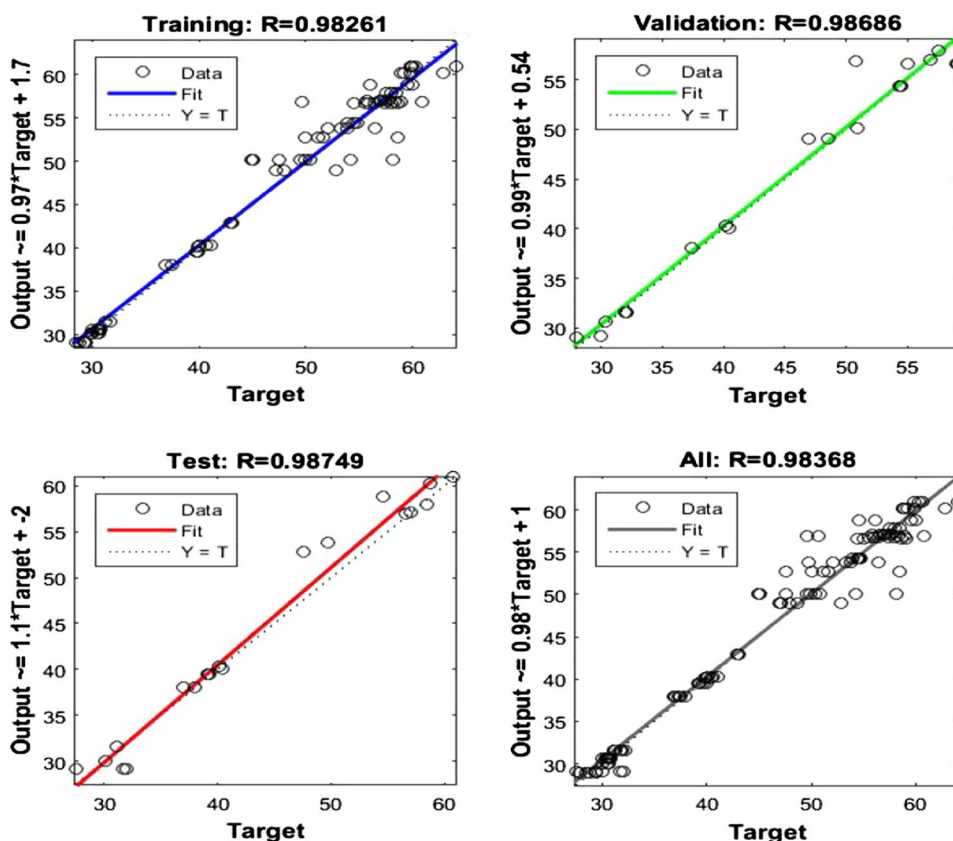 Training: R=0.98261
Output ~= 0.97*Target + 1.7
60
55
50
45
40
35
30
Data
Fit
Y = T
30
40
50
60
Target
Validation: R=0.98686
Output ~= 0.99*Target + 0.54
55
50
45
40
35
30
Data
Fit
Y = T
30
35
40
45
50
55
Target
Test: R=0.98749
Output ~= 1.1*Target + -2
60
55
50
45
40
35
30
Data
Fit
Y = T
30
40
50
60
Target
All: R=0.98368
Output ~= 0.98*Target + 1
60
55
50
45
40
35
30
Data
Fit
Y = T
30
40
50
60
Target